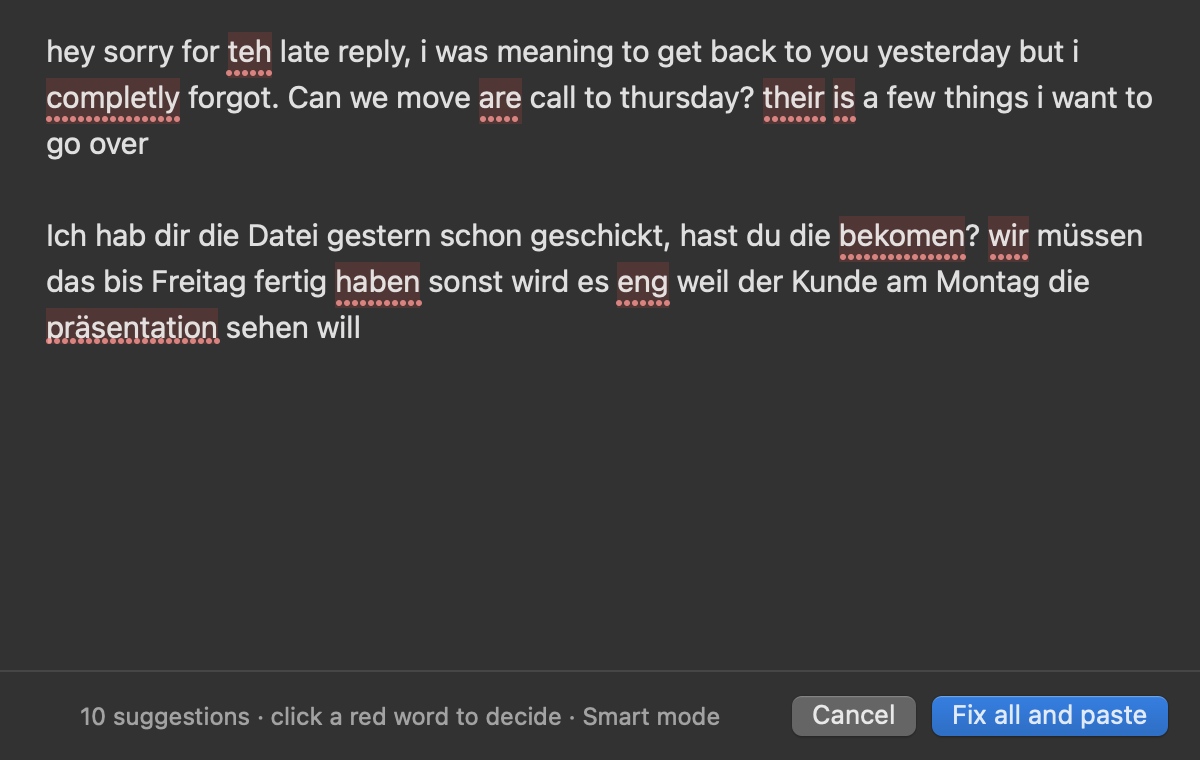 hey sorry for teh late reply, i was meaning to get back to you yesterday but i
completly forgot. Can we move are call to thursday? their is a few things i want to
go over
Ich hab dir die Datei gestern schon geschickt, hast du die bekomen? wir müssen
das bis Freitag fertig haben sonst wird es eng weil der Kunde am Montag die
präsentation sehen will
10 suggestions · click a red word to decide · Smart mode
Cancel
Fix all and paste